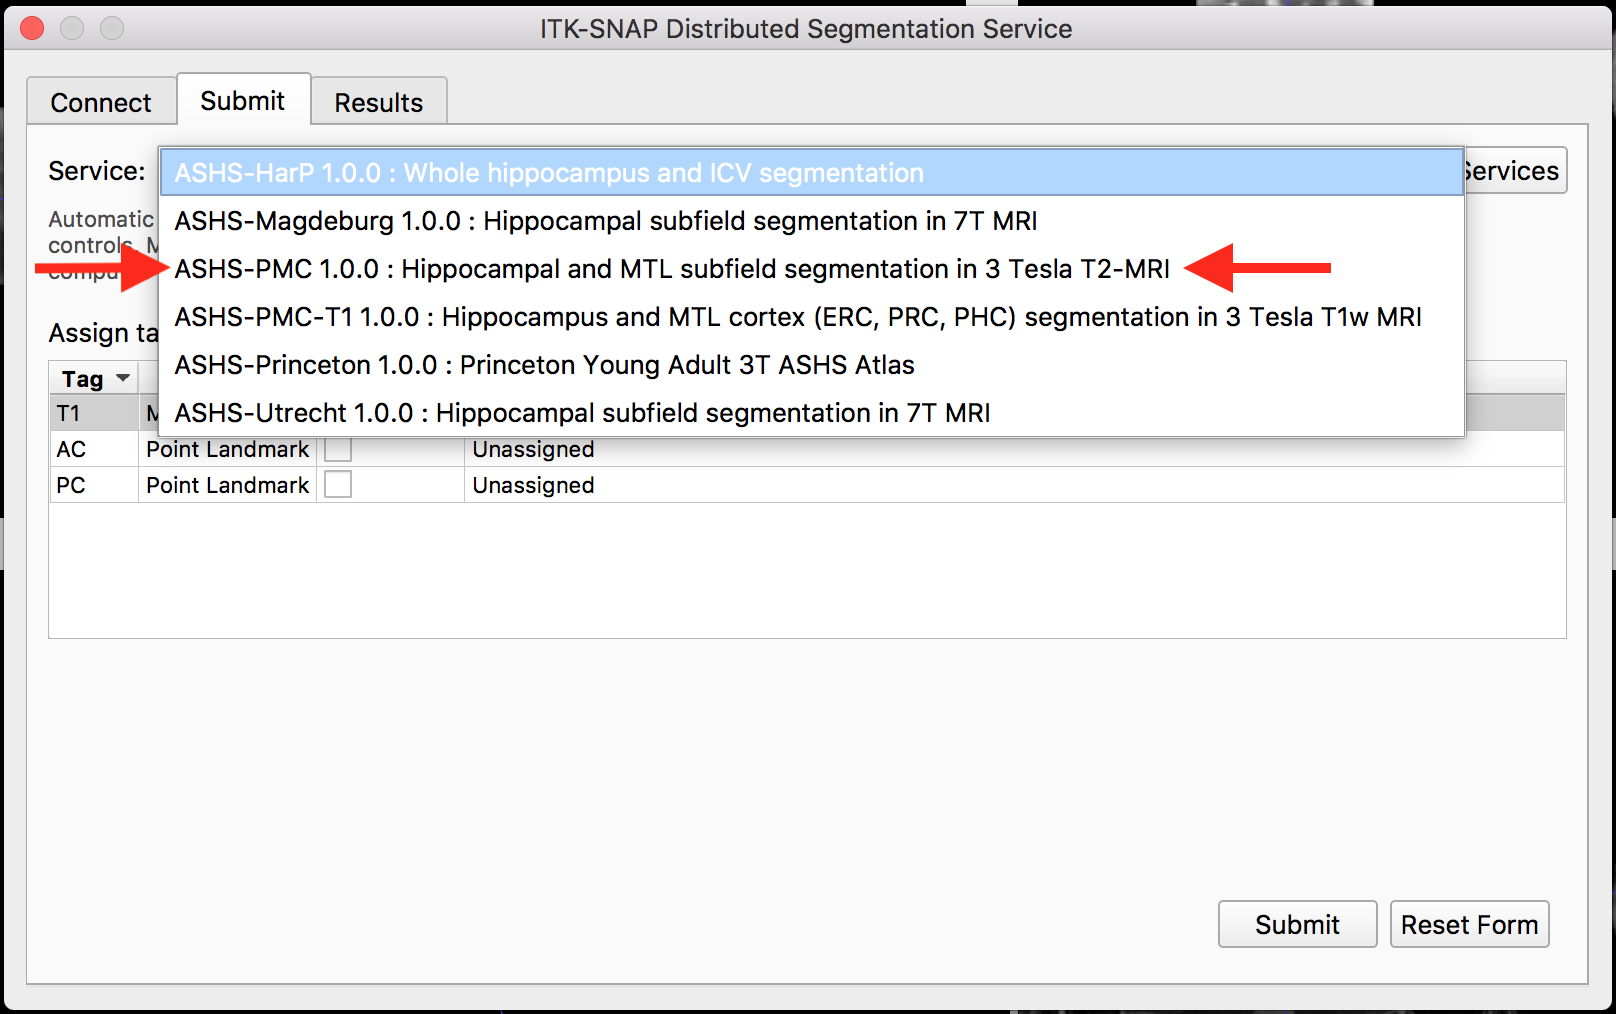 ITK-SNAP Distributed Segmentation Service
Connect Submit Results
Service: ASHS-HarP 1.0.0 : Whole hippocampus and ICV segmentation Services
ASHS-Magdeburg 1.0.0 : Hippocampal subfield segmentation in 7T MRI
ASHS-PMC 1.0.0 : Hippocampal and MTL subfield segmentation in 3 Tesla T2-MRI
ASHS-PMC-T1 1.0.0 : Hippocampus and MTL cortex (ERC, PRC, PHC) segmentation in 3 Tesla T1w MRI
ASHS-Princeton 1.0.0 : Princeton Young Adult 3T ASHS Atlas
ASHS-Utrecht 1.0.0 : Hippocampal subfield segmentation in 7T MRI
Automatic
controls. M
Assign ta
Tag
T1 M
AC Point Landmark Unassigned
PC Point Landmark Unassigned
Submit Reset Form